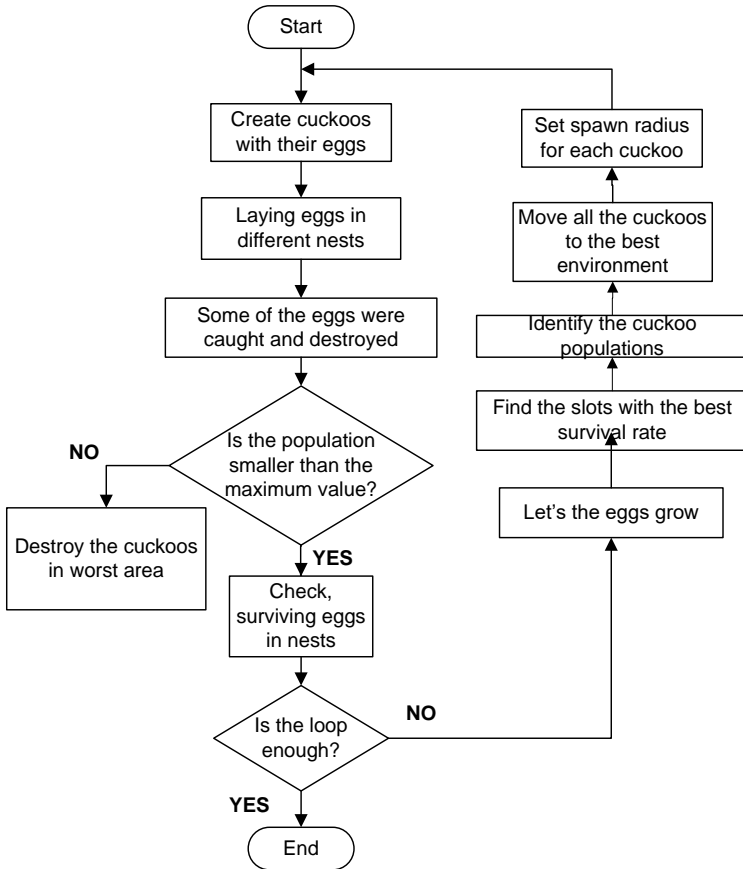 Start
Create cuckoos
with their eggs
Laying eggs in
different nests
Some of the eggs were
caught and destroyed
Is the population
smaller than the
maximum value?
NO
Destroy the cuckoos
in worst area
YES
Check,
surviving eggs
in nests
Is the loop
enough?
NO
YES
End
Let's the eggs grow
Find the slots with the best
survival rate
Identify the cuckoo
populations
Move all the cuckoos
to the best
environment
Set spawn radius
for each cuckoo